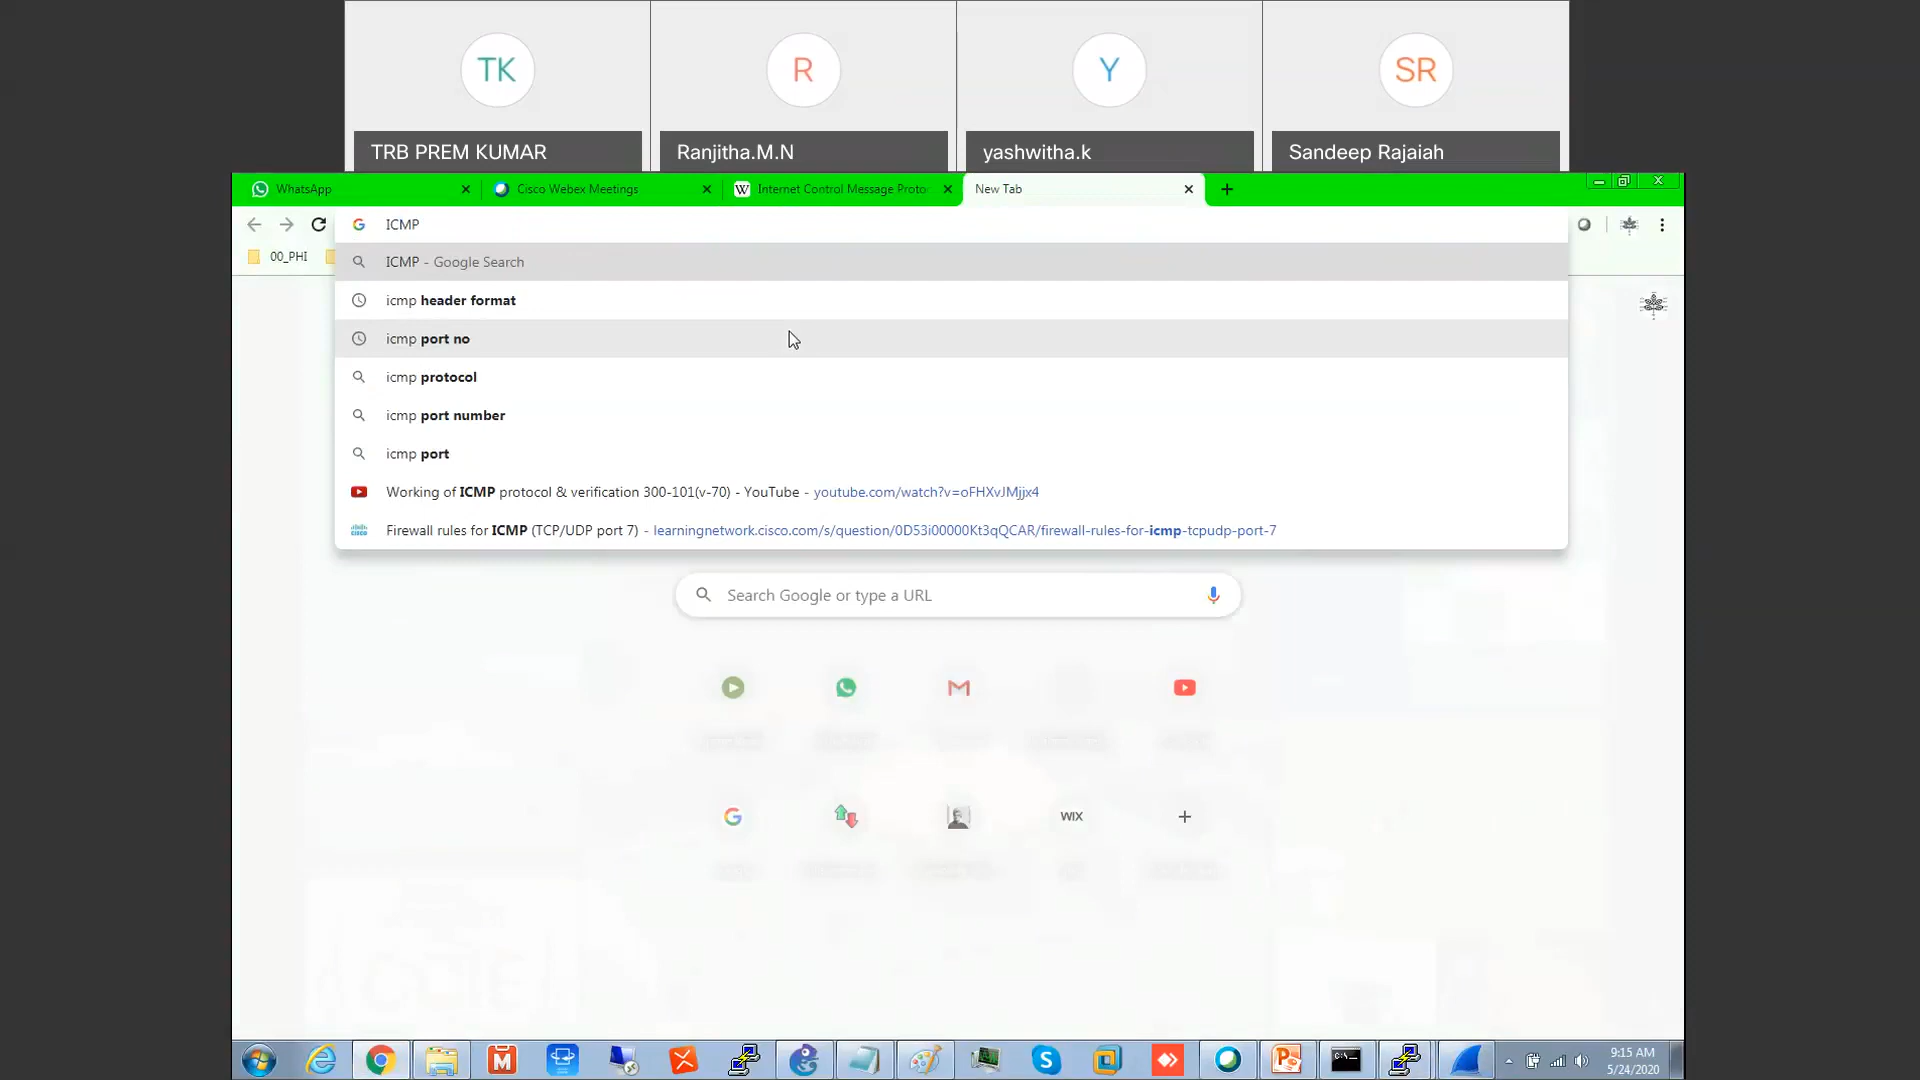 TK
R
Y
SR
TRB PREM KUMAR
Ranjitha.M.N
yashwitha.k
Sandeep Rajaiah
WhatsApp
Cisco Webex Meetings
W
Internet Control Message Proto
New Tab
ICMP
00_PHI
ICMP - Google Search
icmp header format
icmp port no
icmp protocol
icmp port number
icmp port
Working of ICMP protocol & verification 300-101(v-70) - YouTube - youtube.com/watch?v=oFHXvJMjjx4
Firewall rules for ICMP (TCP/UDP port 7) - learningnetwork.cisco.com/s/question/0D53i00000Kt3qQCAR/firewall-rules-for-icmp-tcpudp-port-7
Search Google or type a URL
WIX
9:15 AM
5/24/2020